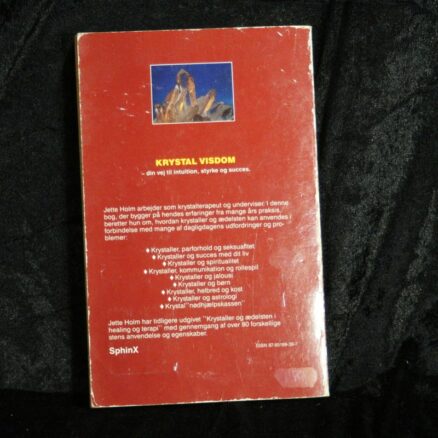 KRYSTAL VISDOM
– din vej til intuition, styrke og succes.
Jette Holm arbejder som krystalterapeut og underviser. I denne
bog, der bygger på hendes erfaringer fra mange års praksis,
beretter hun om, hvordan krystaller og ædelsten kan anvendes i
forbindelse med mange af dagligdagens udfordringer og pro-
blemer:
♦ Krystaller, parforhold og seksualitet
♦ Krystaller og succes med dit liv
♦ Krystaller og spiritualitet
♦ Krystaller, kommunikation og rollespil
♦ Krystaller og jalousi
♦ Krystaller og børn
♦ Krystaller, helbred og kost
♦ Krystaller og astrologi
♦ Krystal "nødhjælpskassen"
Jette Holm har tidligere udgivet "Krystaller og ædelsten i
healing og terapi" med gennemgang af over 80 forskellige
stens anvendelse og egenskaber.
SphinX
ISBN